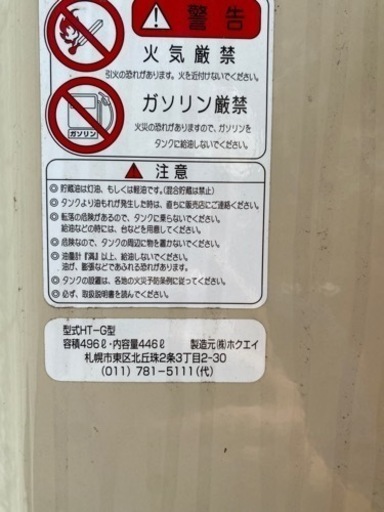 警告
火気厳禁
引火の恐れがあります。火を近付けないでください。
ガソリン
ガソリン厳禁
火災の恐れがありますので、ガソリンを
タンクに給油しないでください。
注意
◎貯蔵油は灯油、もしくは軽油です。(混合貯蔵は禁止)
◎タンクより油もれが発生した時は、直ちに販売店にご連絡ください。
◎転落の危険があるので、タンクに乗らないでください。
給油などの時には、台などを用意してください。
◎危険なので、タンクの周辺に物を置かないでください。
◎油量計『満』以上、給油しないでください。
油が、膨張などであふれる恐れがあります。
◎タンクの設置は、各地の火災予防条例に従ってください。
◎必ず、取扱説明書を読んでください。
型式HT-G型
容積496ℓ・内容量446ℓ 製造元㈱ホクエイ
札幌市東区北丘珠2条3丁目2-30
(011) 781-5111(代)